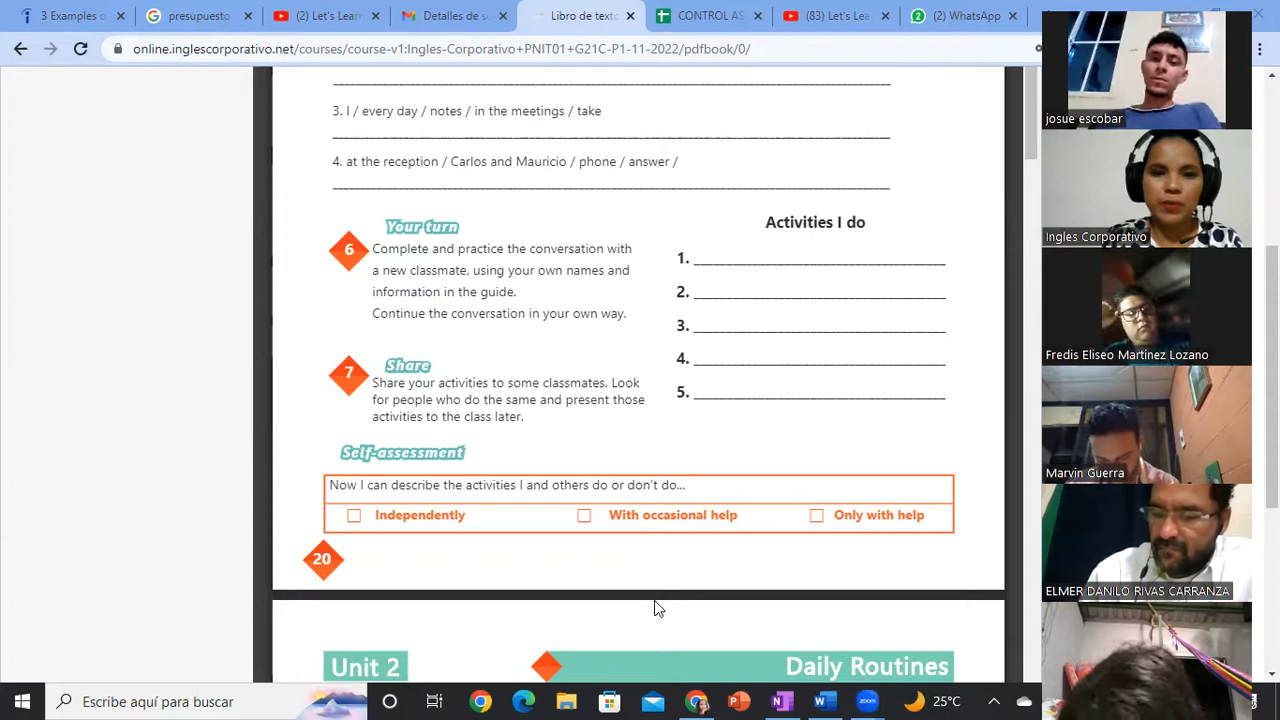 3 Examples
presupuesto
(2) Let's Learn
Detalles de s
Libro de texto
CONTROL AS
(83) Let's Lea
(2) WhatsApp
online.inglescorporativo.net/courses/course-v1:Ingles-Corporativo+PNIT01+G21C-P1-11-2022/pdfbook/0/
3. I / every day / notes / in the meetings / take
4. at the reception / Carlos and Mauricio / phone / answer /
Your turn
6
Complete and practice the conversation with
a new classmate, using your own names and
information in the guide.
Continue the conversation in your own way.
7
Share
Share your activities to some classmates. Look
for people who do the same and present those
activities to the class later.
Activities I do
1.
2.
3.
4.
5.
Self-assessment
Now I can describe the activities I and others do or don't do...
Independently
With occasional help
Only with help
20
Unit 2
Daily Routines
josue escobar
Ingles Corporativo
Fredis Eliseo Martinez Lozano
Marvin Guerra
ELMER DANILO RIVAS CARRANZA
Escribe aquí para buscar
25°C